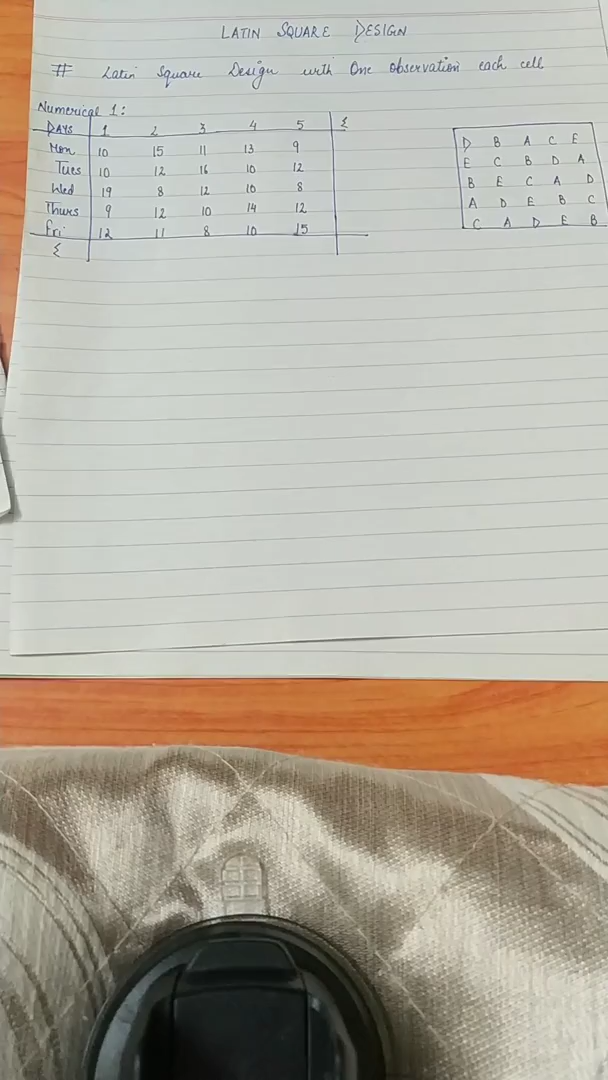 LATIN SQUARE DESIGN
# Latin Square Design with One observation each cell
Numerical 1:
DAYS 1 2 3 4 5 Σ
Mon 10 15 11 13 9
Tues 10 12 16 10 12
Wed 19 8 12 10 8
Thurs 9 12 10 14 12
Fri 12 11 8 10 15
Σ
D B A C E
E C B D A
B E C A D
A D E B C
C A D E B